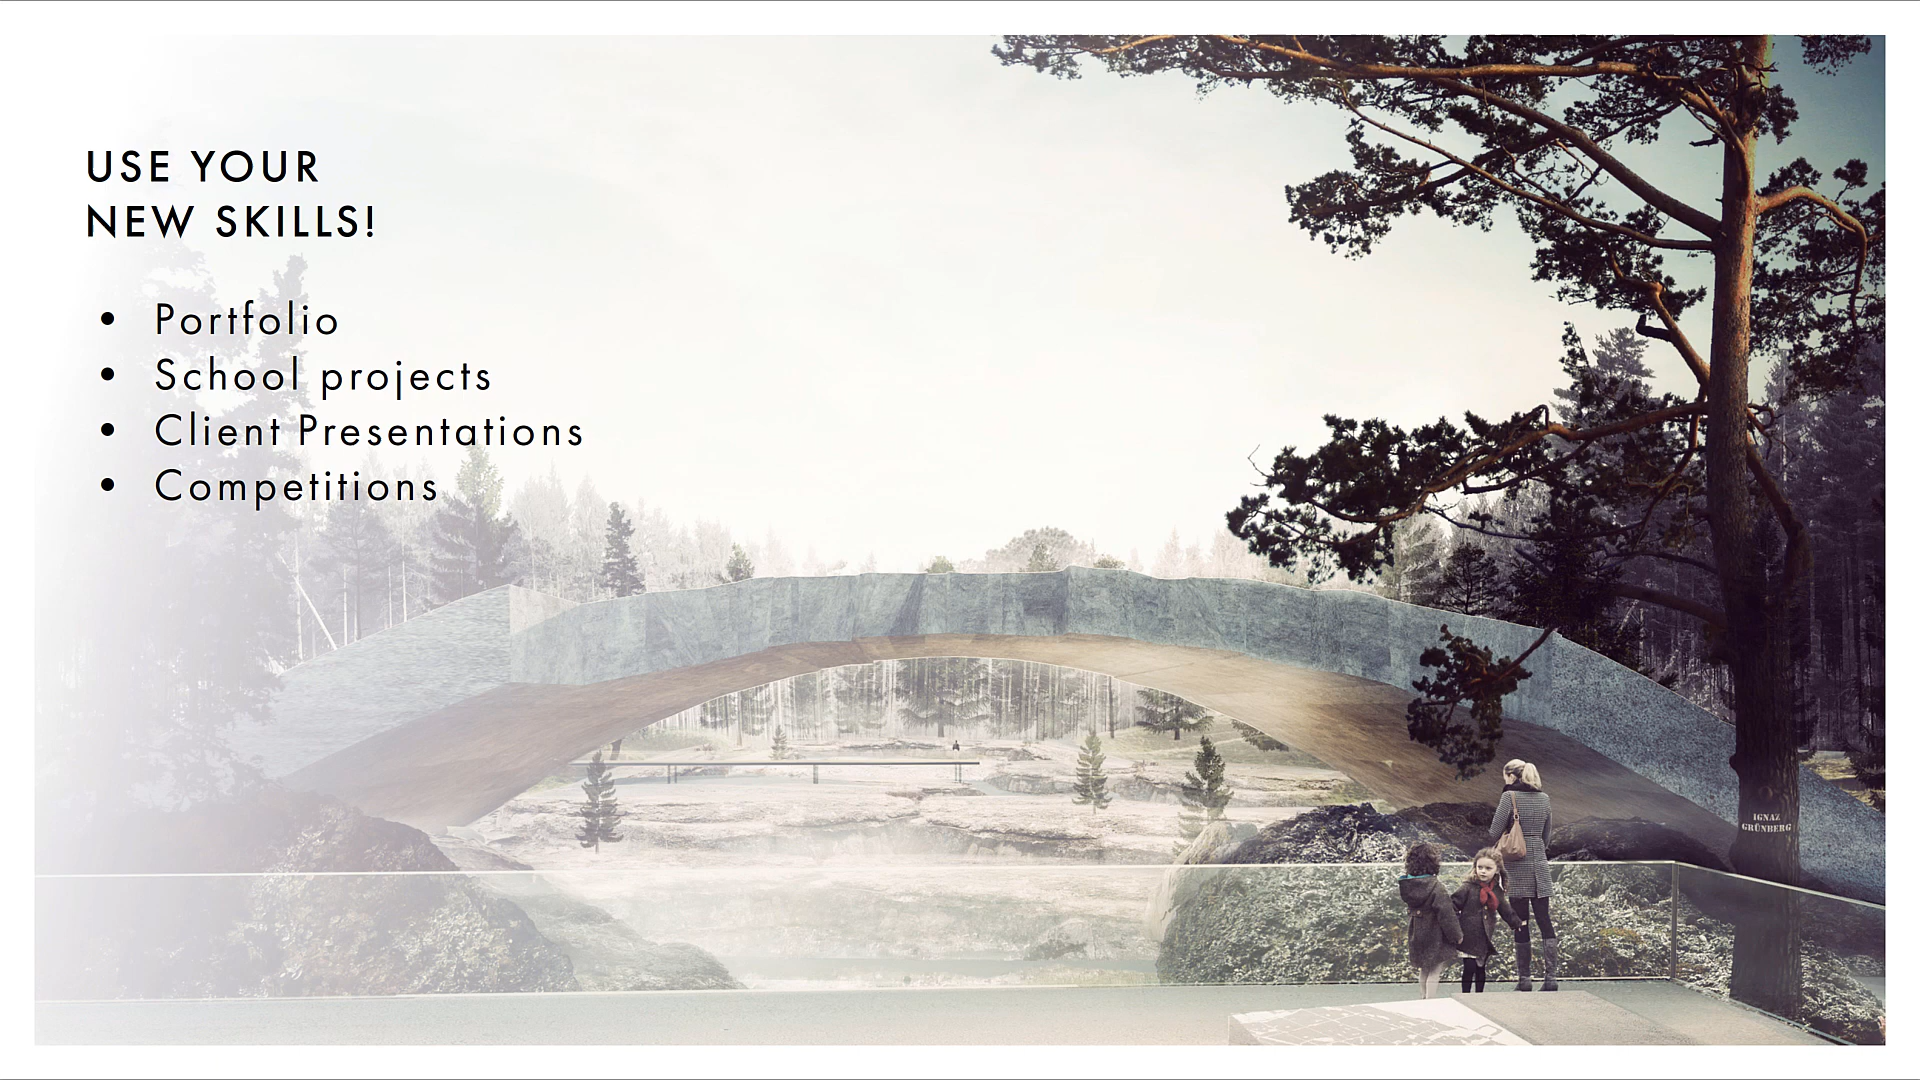 USE YOUR
NEW SKILLS!
• Portfolio
• School projects
• Client Presentations
• Competitions
IGNAZ
GRÜNBERG